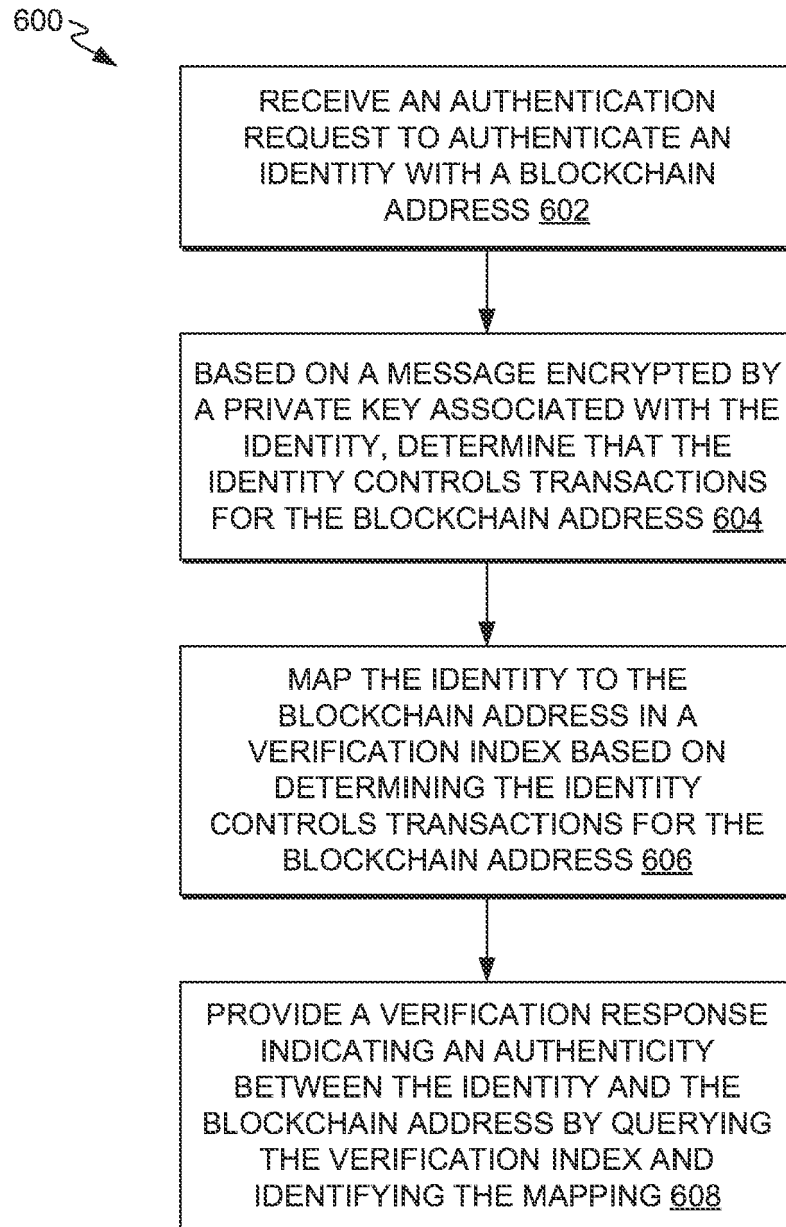 600
RECEIVE AN AUTHENTICATION
REQUEST TO AUTHENTICATE AN
IDENTITY WITH A BLOCKCHAIN
ADDRESS 602
BASED ON A MESSAGE ENCRYPTED BY
A PRIVATE KEY ASSOCIATED WITH THE
IDENTITY, DETERMINE THAT THE
IDENTITY CONTROLS TRANSACTIONS
FOR THE BLOCKCHAIN ADDRESS 604
MAP THE IDENTITY TO THE
BLOCKCHAIN ADDRESS IN A
VERIFICATION INDEX BASED ON
DETERMINING THE IDENTITY
CONTROLS TRANSACTIONS FOR THE
BLOCKCHAIN ADDRESS 606
PROVIDE A VERIFICATION RESPONSE
INDICATING AN AUTHENTICITY
BETWEEN THE IDENTITY AND THE
BLOCKCHAIN ADDRESS BY QUERYING
THE VERIFICATION INDEX AND
IDENTIFYING THE MAPPING 608